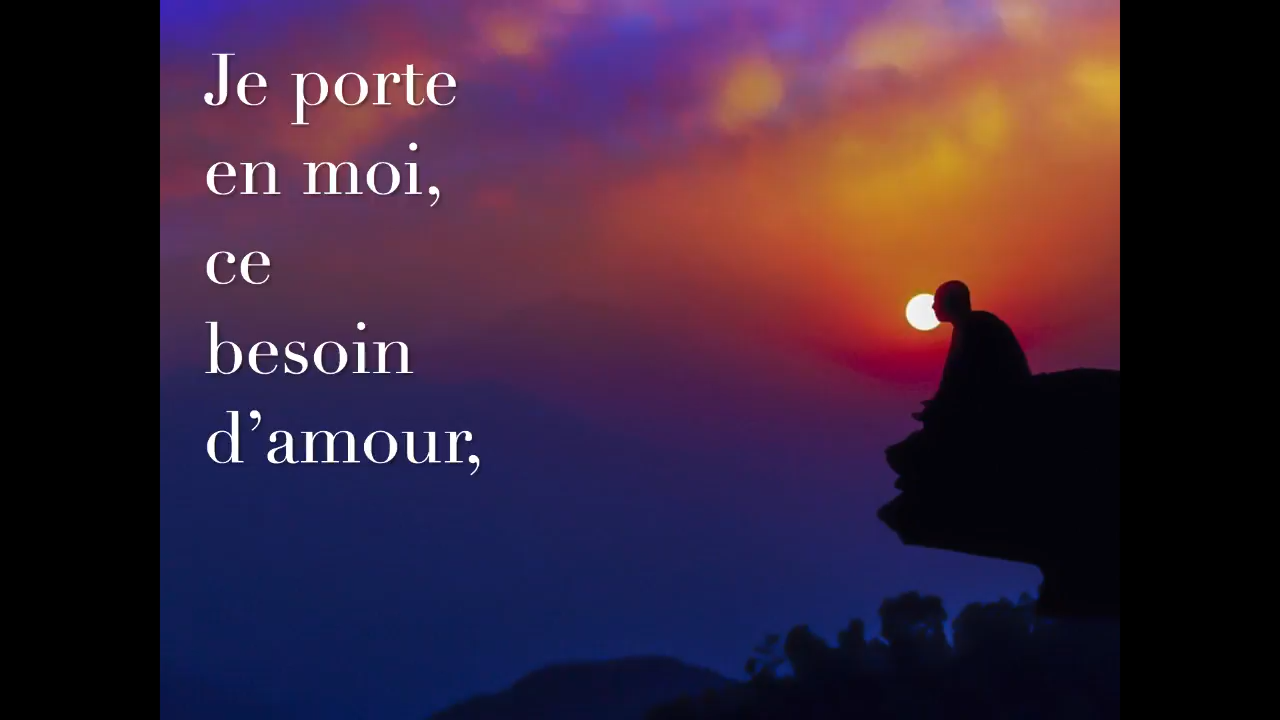 Je porte
en moi,
ce
besoin
d’amour,